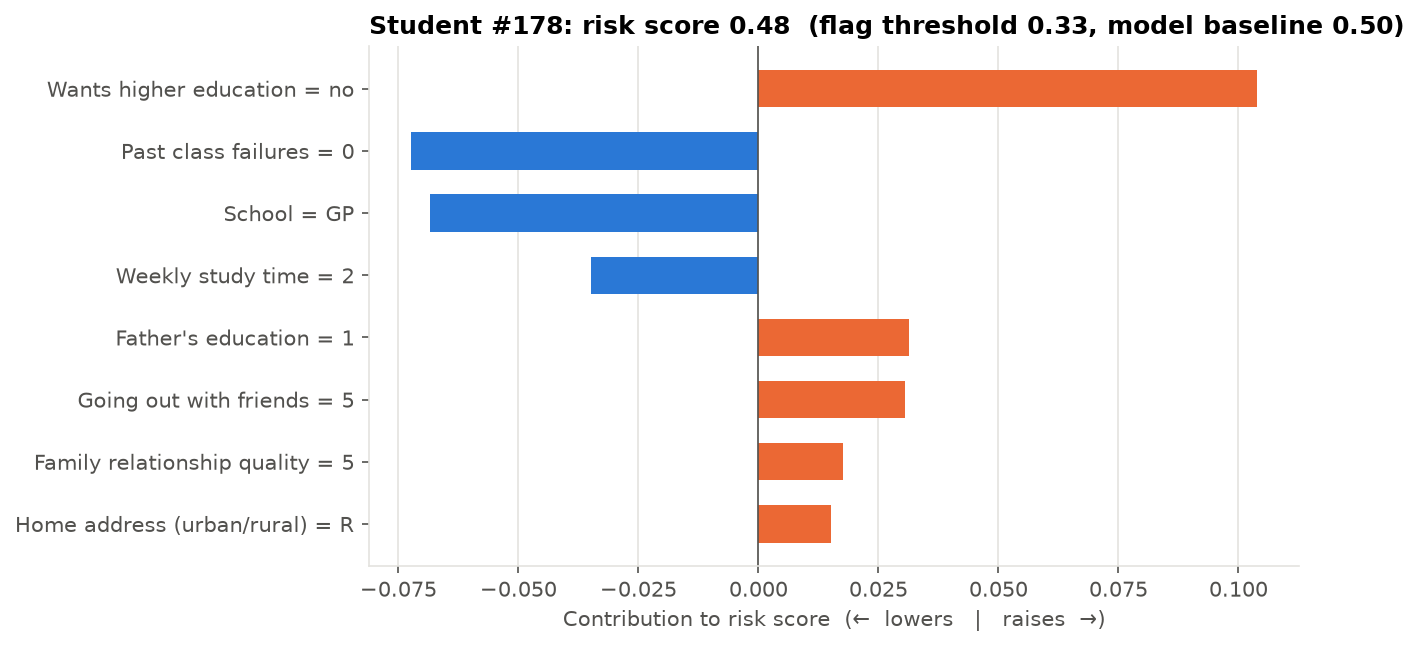 Student #178: risk score 0.48  (flag threshold 0.33, model baseline 0.50)
Wants higher education = no
Past class failures = 0
School = GP
Weekly study time = 2
Father's education = 1
Going out with friends = 5
Family relationship quality = 5
Home address (urban/rural) = R
−0.075 −0.050 −0.025 0.000 0.025 0.050 0.075 0.100
Contribution to risk score  (←  lowers   |   raises  →)